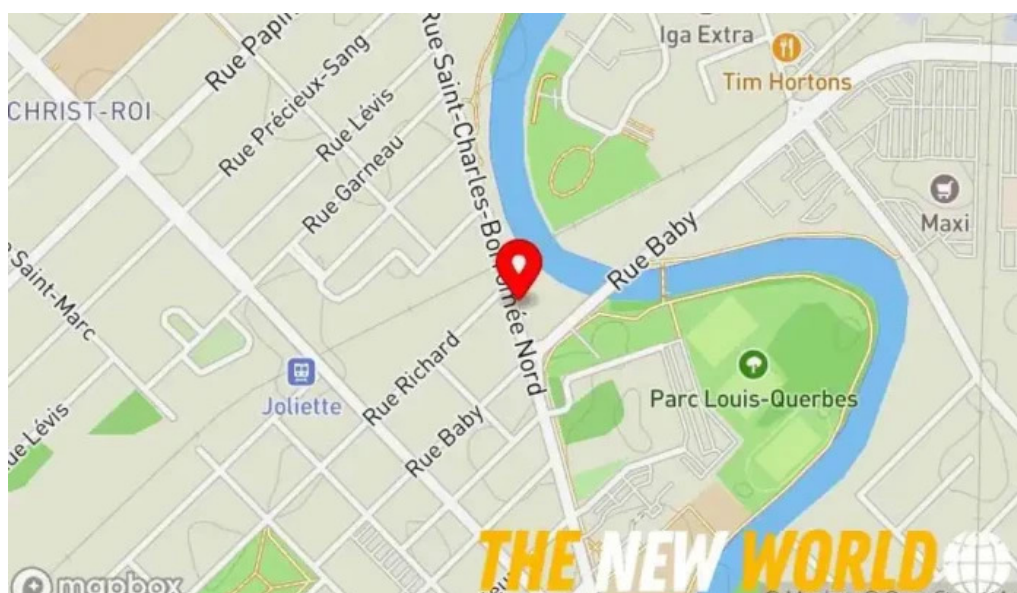 Iga Extra
Rue Papin
Rue Saint-Charles-Borromée Nord
Rue Précieux-Sang
Tim Hortons
CHRIST-ROI
Rue Lévis
Rue Garneau
Maxi
Rue Baby
Saint-Marc
Joliette
Rue Richard
Parc Louis-Querbes
Rue Lévis
Rue Baby
THE NEW WORLD
mapbox